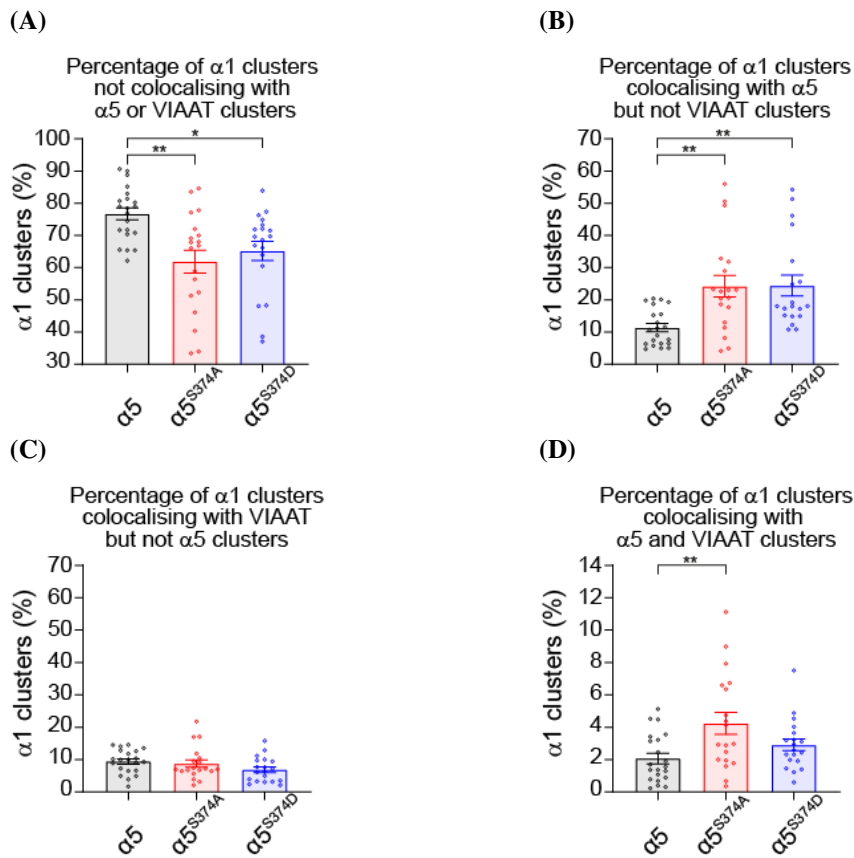 (A)
Percentage of α1 clusters
not colocalising with
α5 or VIAAT clusters
α1 clusters (%)
100
90
80
70
60
50
40
30
*
**
α5
α5S374A
α5S374D
(B)
Percentage of α1 clusters
colocalising with α5
but not VIAAT clusters
α1 clusters (%)
70
60
50
40
30
20
10
0
**
**
α5
α5S374A
α5S374D
(C)
Percentage of α1 clusters
colocalising with VIAAT
but not α5 clusters
α1 clusters (%)
70
60
50
40
30
20
10
0
α5
α5S374A
α5S374D
(D)
Percentage of α1 clusters
colocalising with
α5 and VIAAT clusters
α1 clusters (%)
14
12
10
8
6
4
2
0
**
α5
α5S374A
α5S374D